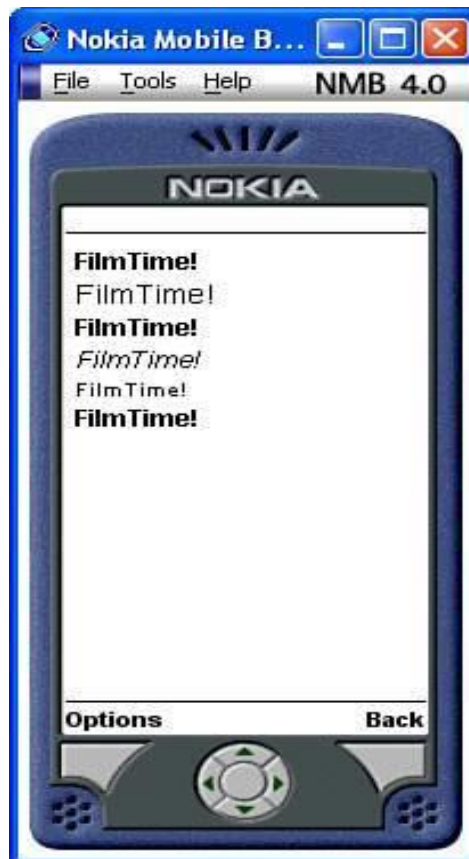 Nokia Mobile B...
File Tools Help NMB 4.0
NOKIA
FilmTime!
FilmTime!
FilmTime!
FilmTime!
FilmTime!
FilmTime!
Options Back